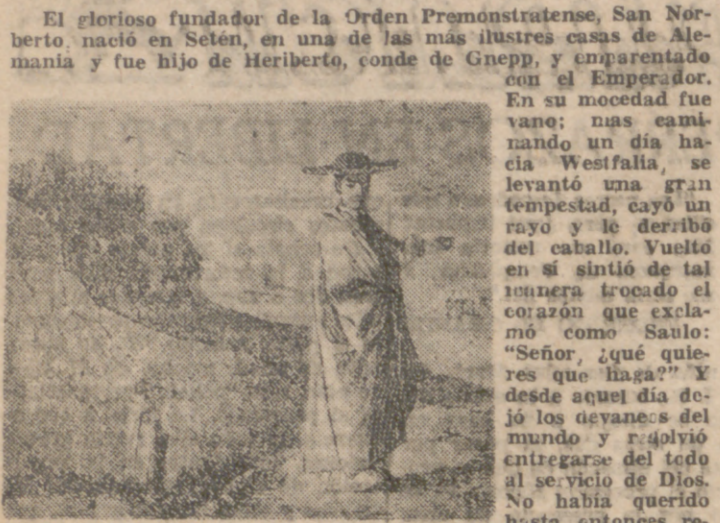 El glorioso fundador de la Orden Premonstratense, San Nor-
berto, nació en Setén, en una de las más ilustres casas de Ale-
mania y fue hijo de Heriberto, conde de Gnepp, y emparentado
con el Emperador.
En su mocedad fue
vano; mas cami-
nando un día ha-
cia Westfalia, se
levantó una gran
tempestad, cayó un
rayo y le derribó
del caballo. Vuelto
en sí sintió de tal
manera trocado el
corazón que excla-
mó como Saulo:
"Señor, ¿qué quie-
res que haga?" Y
desde aquel día de-
jó los devaneos del
mundo y resolvió
entregarse del todo
al servicio de Dios.
No había querido
hasta entonces re-